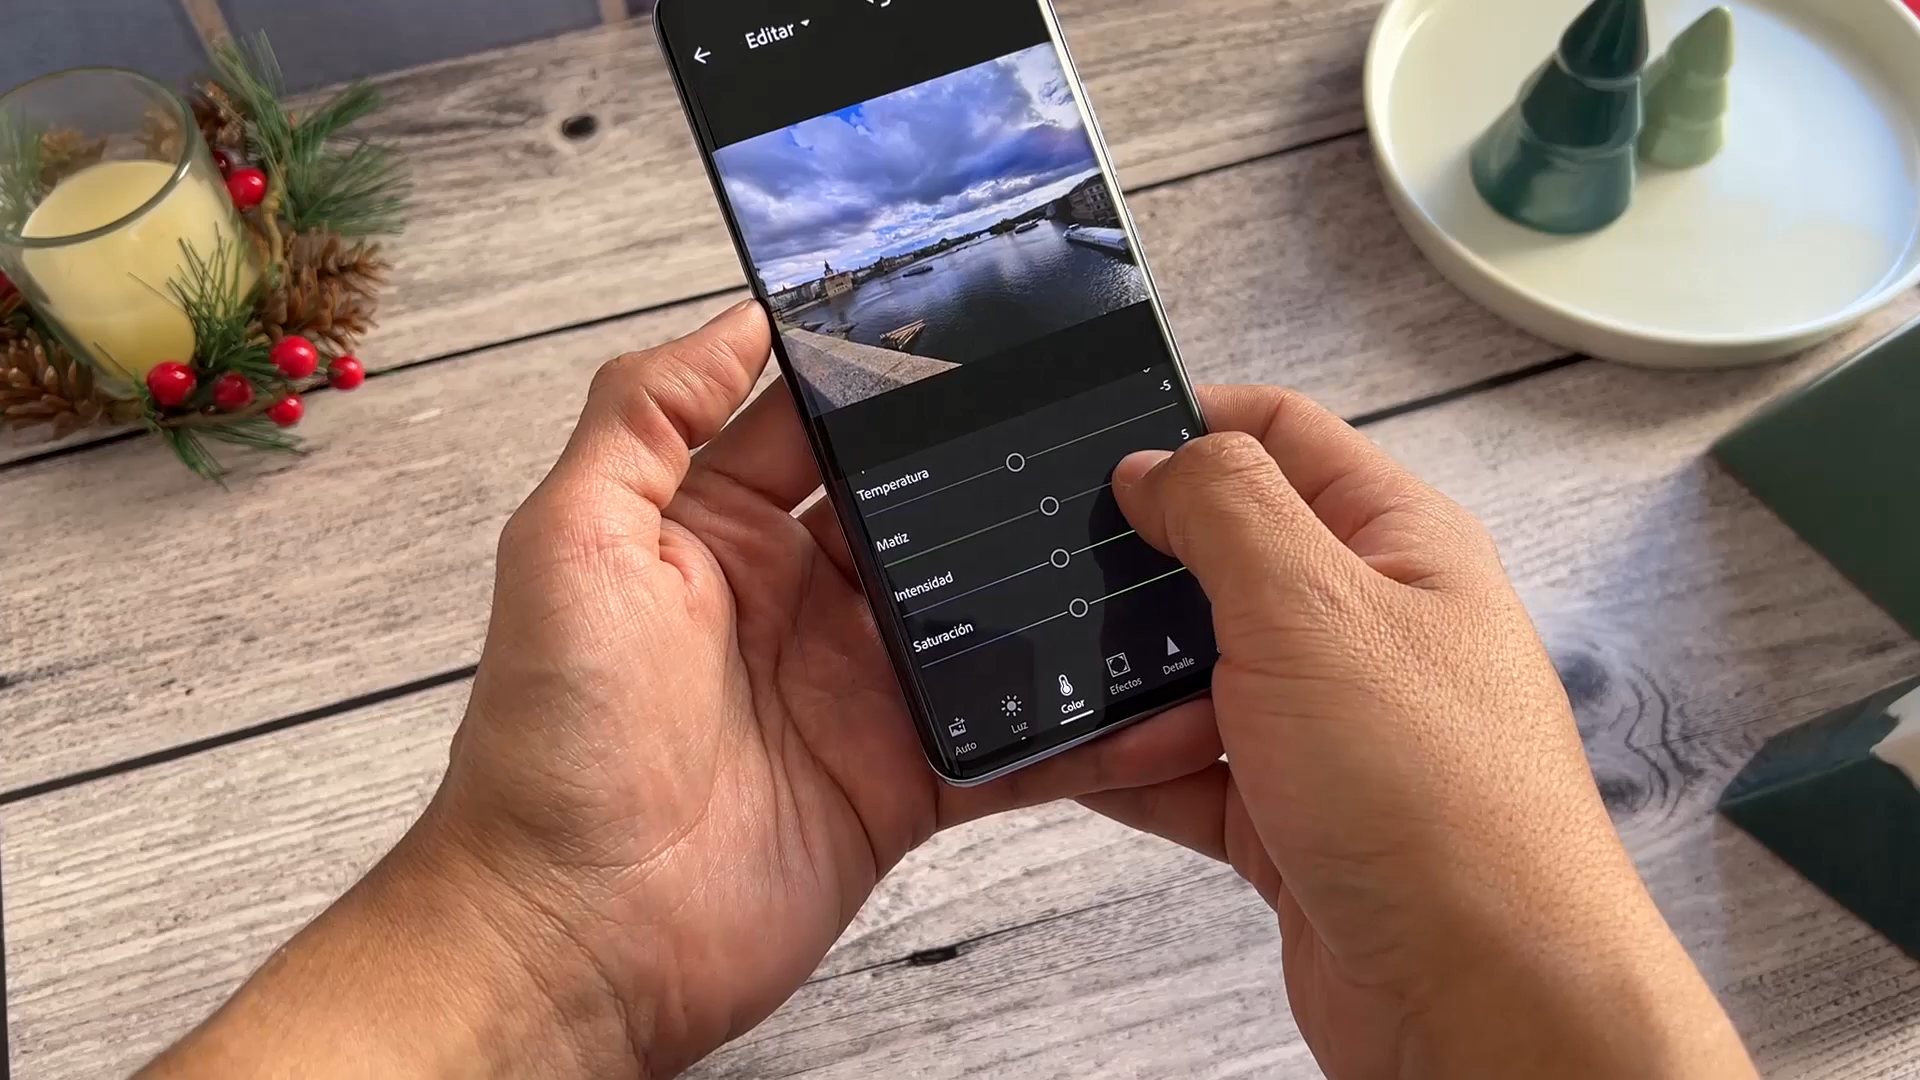 Editar
-5
Temperatura
5
Matiz
Intensidad
Saturación
Auto
Luz
Color
Efectos
Detalle